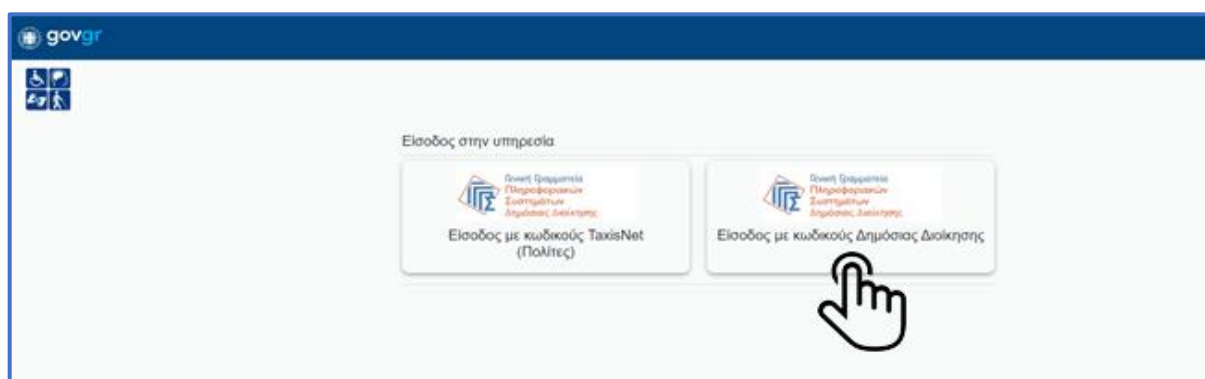 govgr
Είσοδος στην υπηρεσία
Γενική Γραμματεία
Πληροφοριακών
Συστημάτων
Δημόσιας Διοίκησης
Είσοδος με κωδικούς TaxisNet
(Πολίτες)
Γενική Γραμματεία
Πληροφοριακών
Συστημάτων
Δημόσιας Διοίκησης
Είσοδος με κωδικούς Δημόσιας Διοίκησης